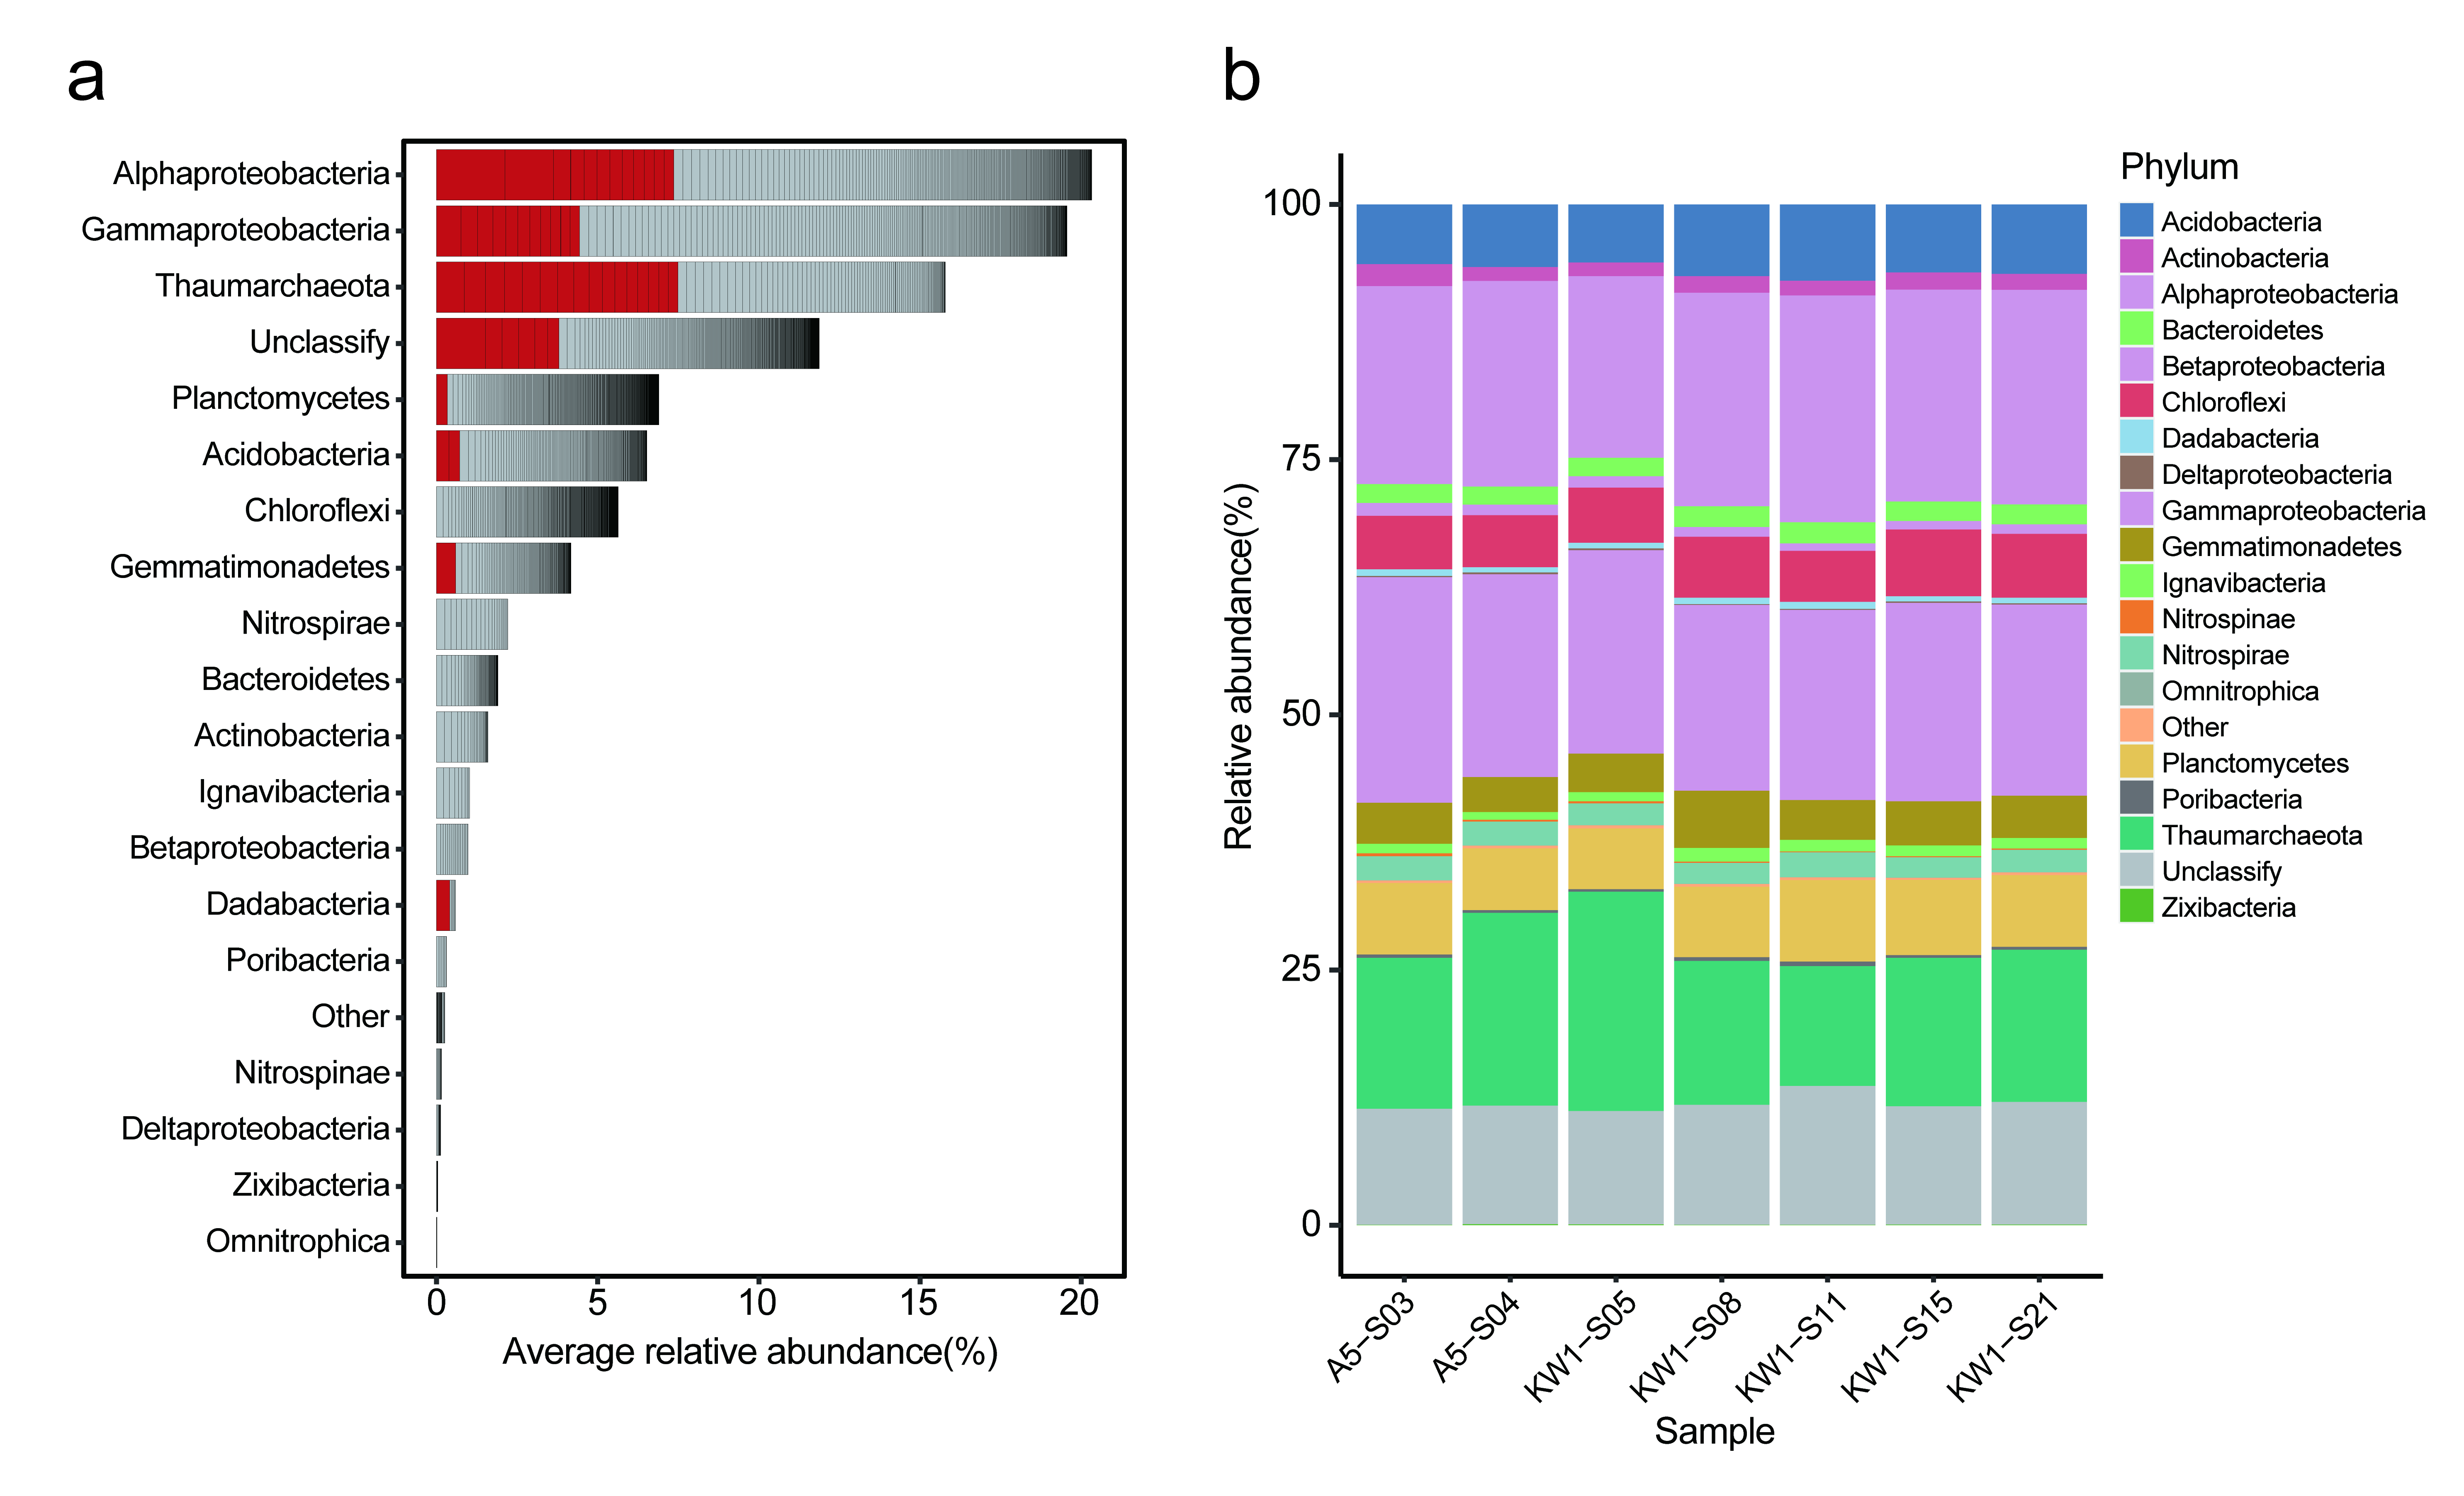 a
Alphaproteobacteria
Gammaproteobacteria
Thaumarchaeota
Unclassify
Planctomycetes
Acidobacteria
Chloroflexi
Gemmatimonadetes
Nitrospirae
Bacteroidetes
Actinobacteria
Ignavibacteria
Betaproteobacteria
Dadabacteria
Poribacteria
Other
Nitrospinae
Deltaproteobacteria
Zixibacteria
Omnitrophica
0 5 10 15 20
Average relative abundance(%)
b
Relative abundance(%)
100
75
50
25
0
A5−S03
A5−S04
KW1−S05
KW1−S08
KW1−S11
KW1−S15
KW1−S21
Sample
Phylum
Acidobacteria
Actinobacteria
Alphaproteobacteria
Bacteroidetes
Betaproteobacteria
Chloroflexi
Dadabacteria
Deltaproteobacteria
Gammaproteobacteria
Gemmatimonadetes
Ignavibacteria
Nitrospinae
Nitrospirae
Omnitrophica
Other
Planctomycetes
Poribacteria
Thaumarchaeota
Unclassify
Zixibacteria